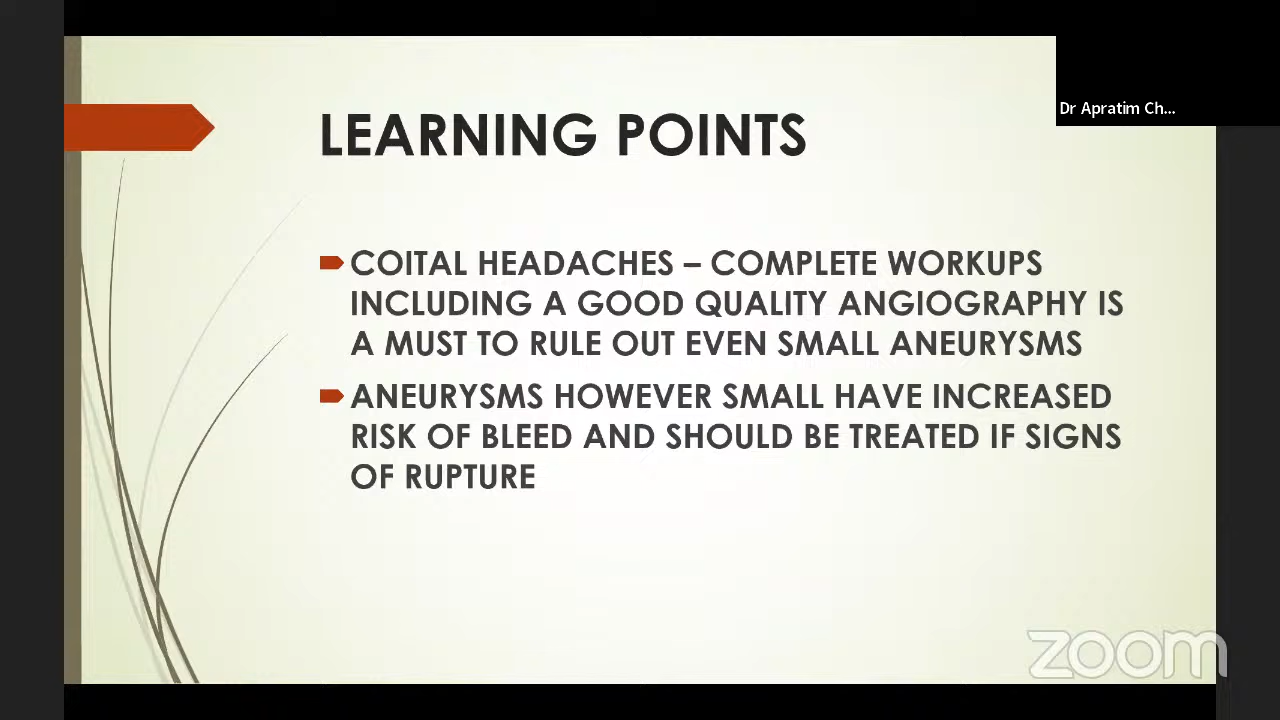 Dr Apratim Ch...
LEARNING POINTS
COITAL HEADACHES – COMPLETE WORKUPS
INCLUDING A GOOD QUALITY ANGIOGRAPHY IS
A MUST TO RULE OUT EVEN SMALL ANEURYSMS
ANEURYSMS HOWEVER SMALL HAVE INCREASED
RISK OF BLEED AND SHOULD BE TREATED IF SIGNS
OF RUPTURE
zoom